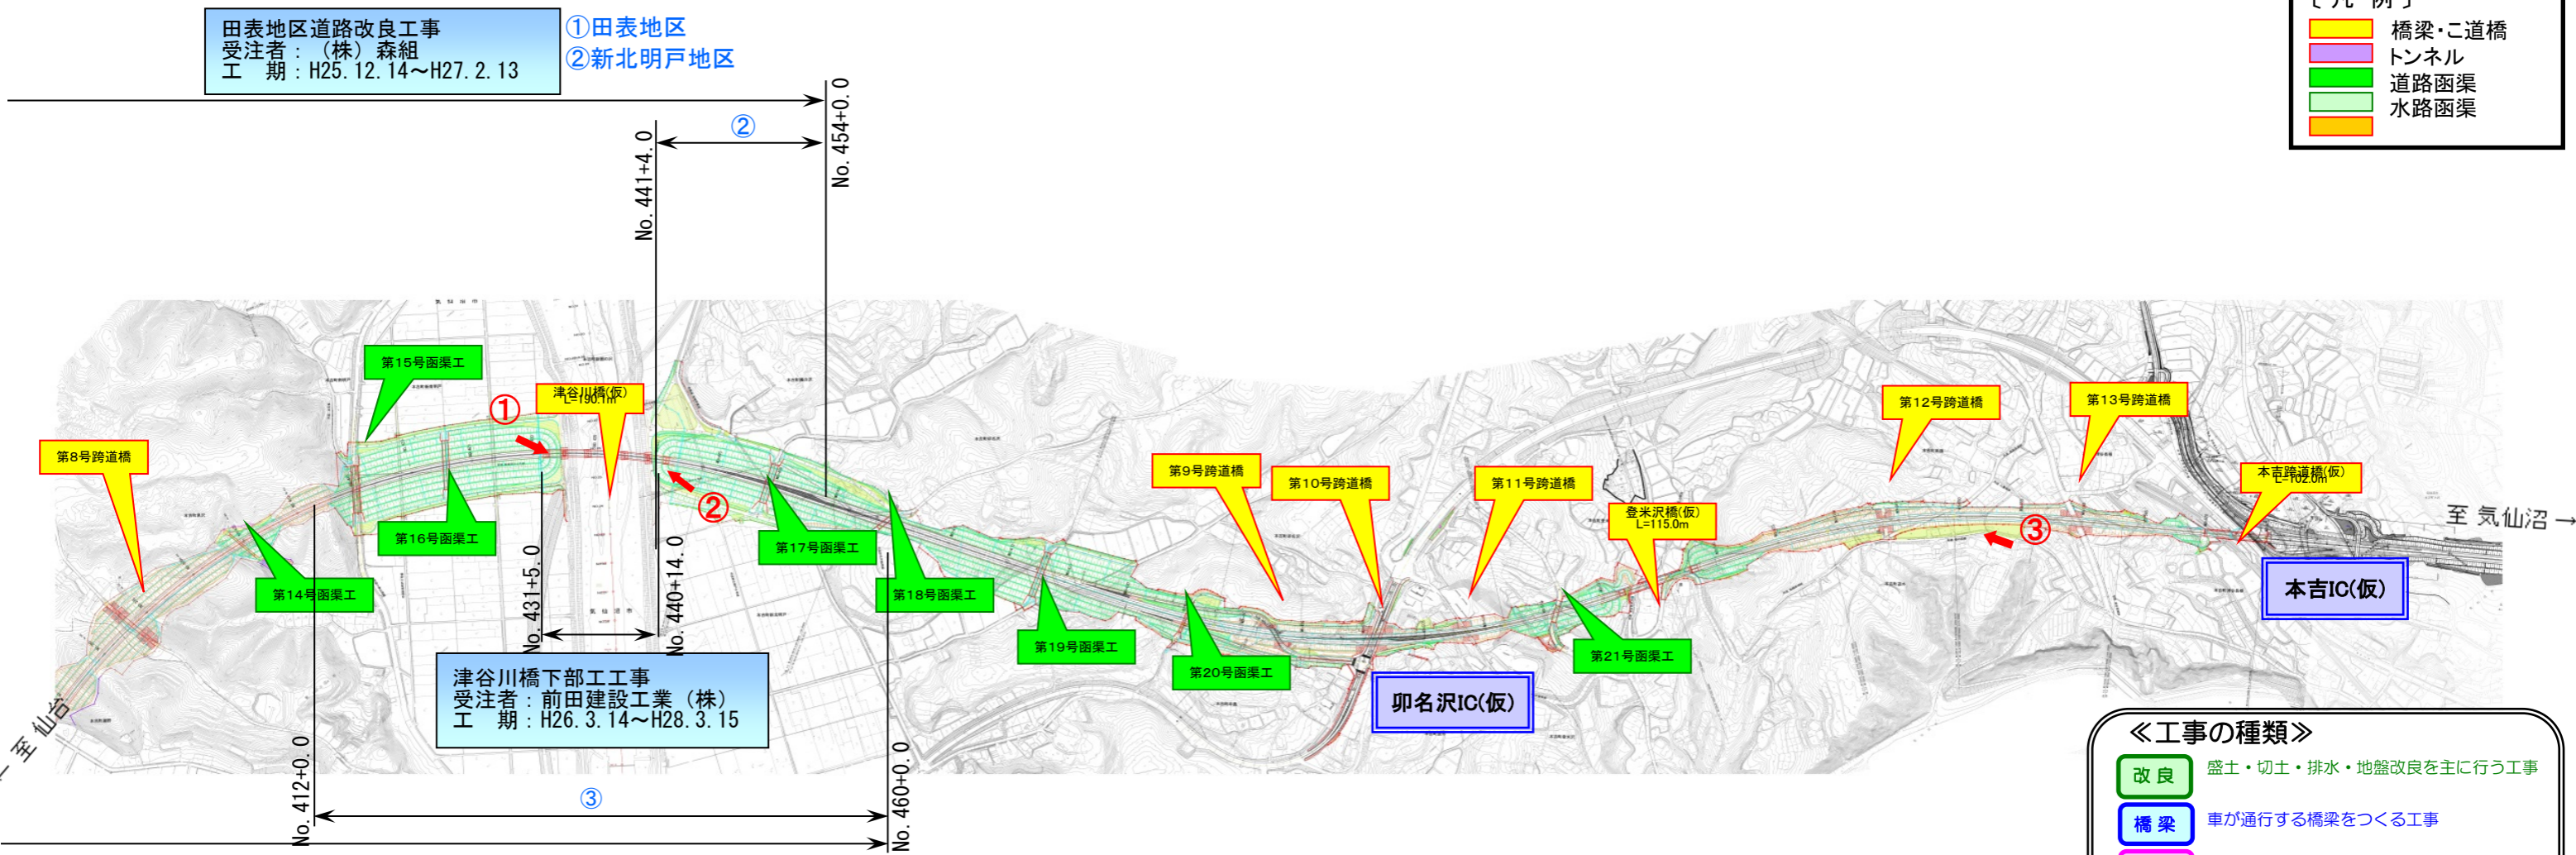 田表地区道路改良工事
受注者：（株）森組
工　期：H25.12.14～H27.2.13
①田表地区
②新北明戸地区
〔 凡 例 〕
橋梁・こ道橋
トンネル
道路函渠
水路函渠
②
No.441+4.0
No.454+0.0
第15号函渠工
①
津谷川橋(仮)
L=190.1m
第8号跨道橋
第16号函渠工
第14号函渠工
②
第17号函渠工
第18号函渠工
第19号函渠工
第20号函渠工
第9号跨道橋
第10号跨道橋
第11号跨道橋
登米沢橋(仮)
L=115.0m
第21号函渠工
第12号跨道橋
第13号跨道橋
③
本吉跨道橋(仮)
L=102.0m
至 気仙沼→
本吉IC(仮)
卯名沢IC(仮)
No.431+5.0
No.440+14.0
気仙沼市
津谷川橋下部工工事
受注者：前田建設工業（株）
工　期：H26.3.14～H28.3.15
←至 仙台
No.412+0.0
③
No.460+0.0
≪工事の種類≫
改良 盛土・切土・排水・地盤改良を主に行う工事
橋梁 車が通行する橋梁をつくる工事